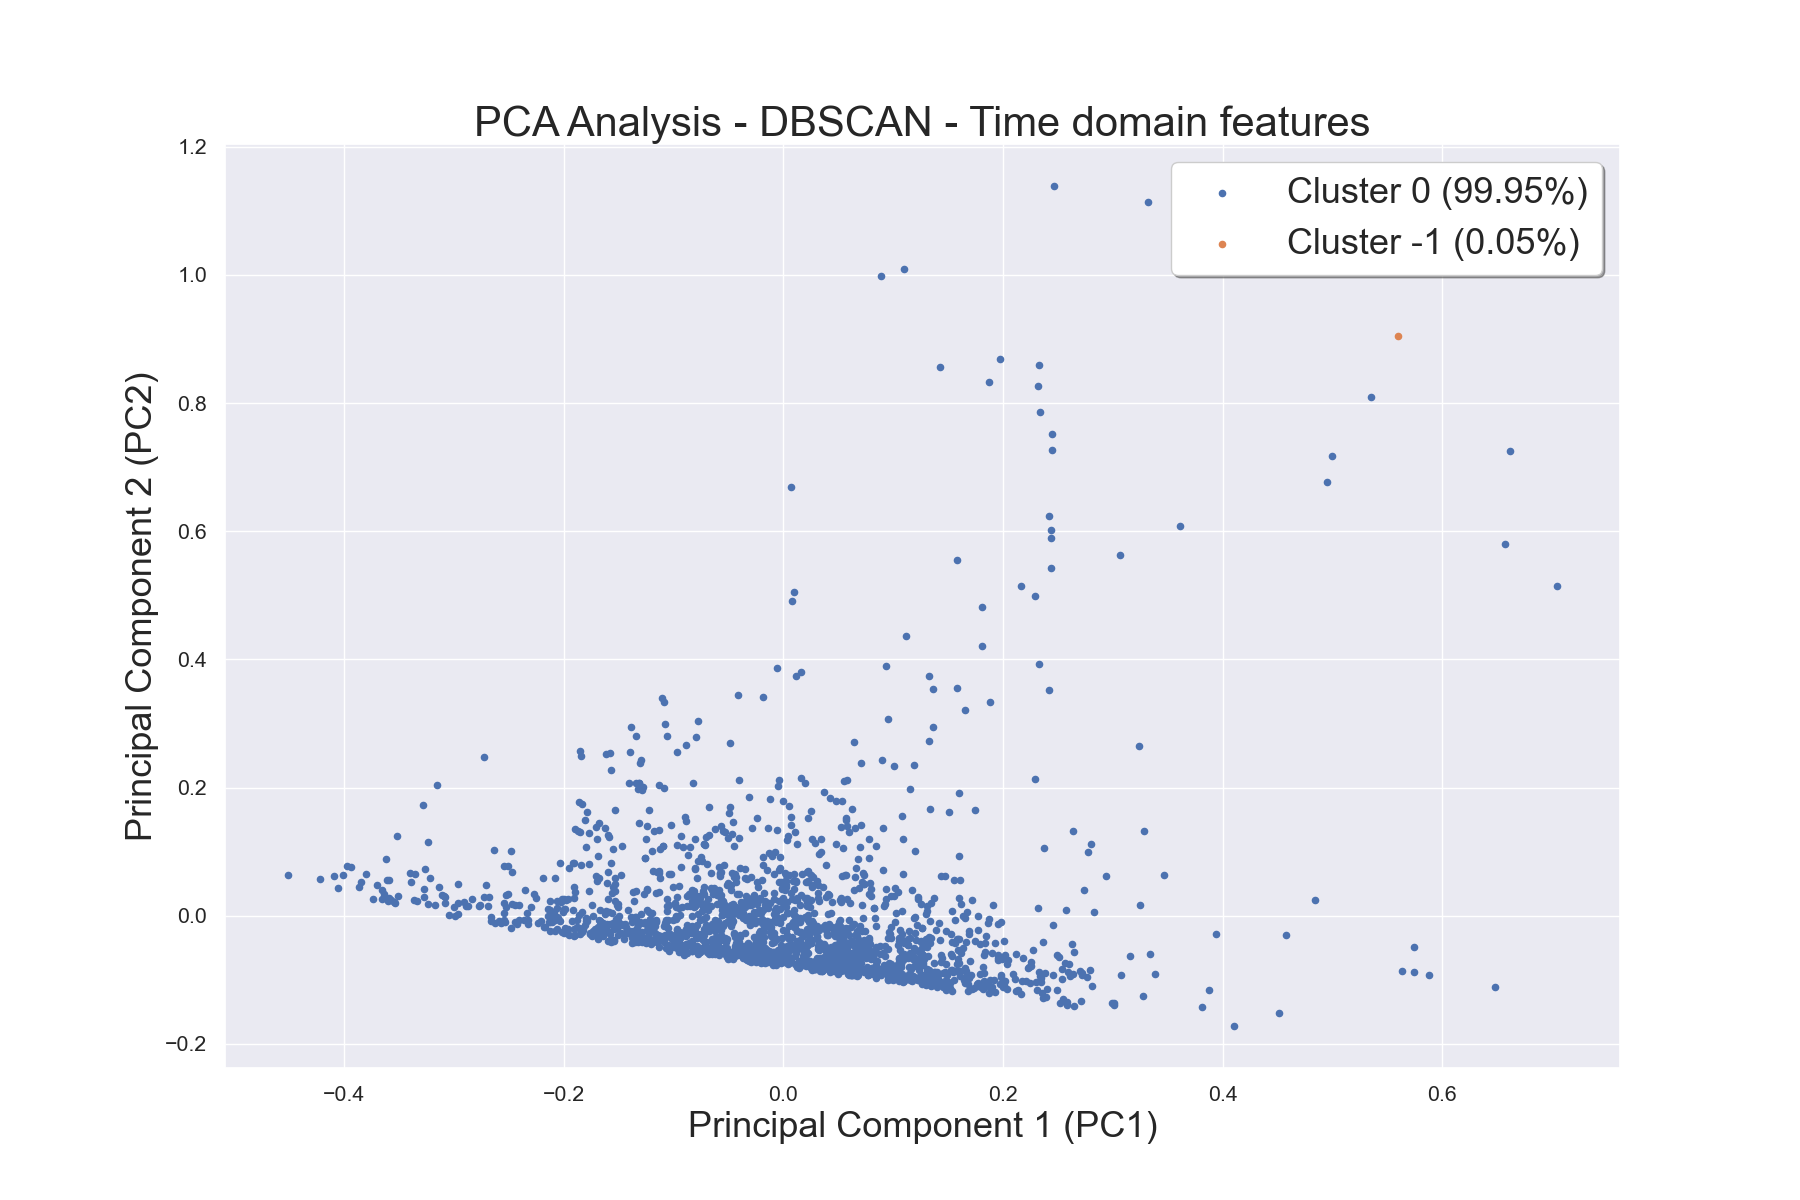 PCA Analysis - DBSCAN - Time domain features
1.2
1.0
0.8
0.6
0.4
0.2
0.0
−0.2
Principal Component 2 (PC2)
Cluster 0 (99.95%)
Cluster -1 (0.05%)
−0.4 −0.2 0.0 0.2 0.4 0.6
Principal Component 1 (PC1)